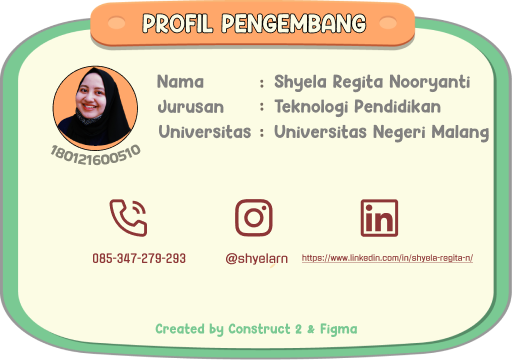 PROFIL PENGEMBANG
Nama : Shyela Regita Nooryanti
Jurusan : Teknologi Pendidikan
Universitas : Universitas Negeri Malang
180121600510
085-347-279-293
@shyelarn
https://www.linkedin.com/in/shyela-regita-n/
Created by Construct 2 & Figma